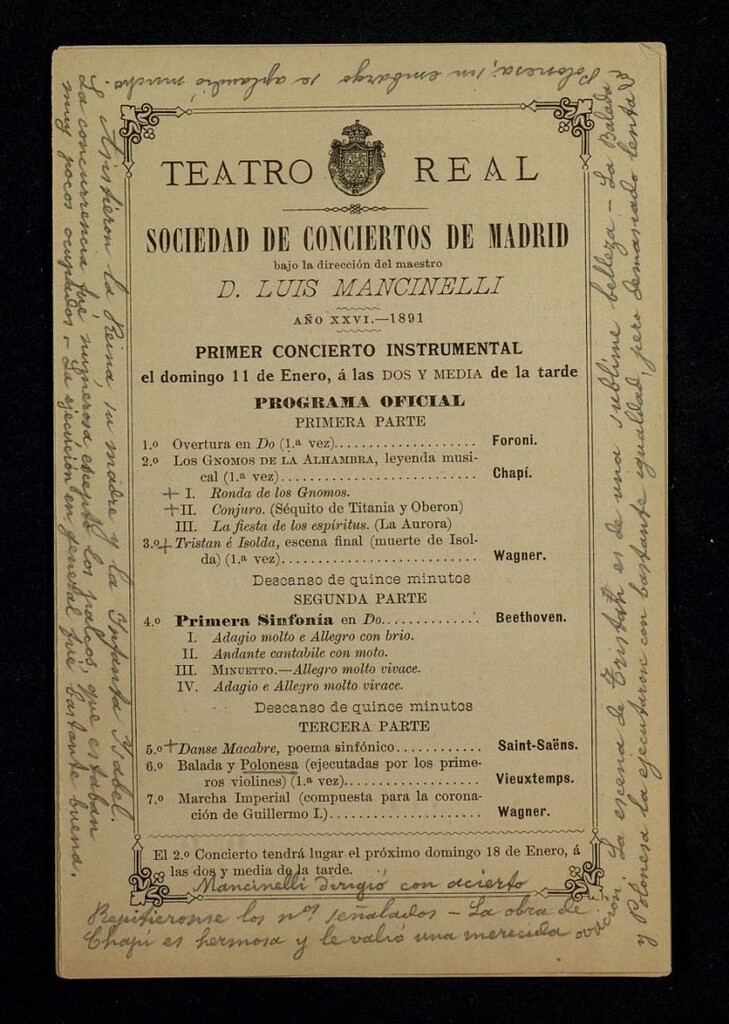 TEATRO REAL
SOCIEDAD DE CONCIERTOS DE MADRID
bajo la dirección del maestro
D. LUIS MANCINELLI
AÑO XXVI.—1891
PRIMER CONCIERTO INSTRUMENTAL
el domingo 11 de Enero, á las DOS Y MEDIA de la tarde
PROGRAMA OFICIAL
PRIMERA PARTE
1.º Overtura en Do (1.ª vez).................... Foroni.
2.º LOS GNOMOS DE LA ALHAMBRA, leyenda musi-
cal (1.ª vez)............................ Chapí.
+ I. Ronda de los Gnomos.
+ II. Conjuro. (Séquito de Titania y Oberon)
III. La fiesta de los espíritus. (La Aurora)
3.º + Tristan é Isolda, escena final (muerte de Isol-
da) (1.ª vez)............................ Wagner.
Descanso de quince minutos
SEGUNDA PARTE
4.º Primera Sinfonía en Do.............. Beethoven.
I. Adagio molto e Allegro con brio.
II. Andante cantabile con moto.
III. MINUETTO.—Allegro molto vivace.
IV. Adagio e Allegro molto vivace.
Descanso de quince minutos
TERCERA PARTE
5.º + Danse Macabre, poema sinfónico............ Saint-Saëns.
6.º Balada y Polonesa (ejecutadas por los prime-
ros violines) (1.ª vez).................... Vieuxtemps.
7.º Marcha Imperial (compuesta para la corona-
ción de Guillermo I.)...................... Wagner.
El 2.º Concierto tendrá lugar el próximo domingo 18 de Enero, á
las dos y media de la tarde.
Mancinelli dirigió con acierto
Repitieronse los nos. señalados - La obra de
Chapí es hermosa y le valió una merecida ovación.
La escena de Tristán es de una sublime belleza - La Balada
y Polonesa la ejecutaron con bastante igualdad, pero demasiado lenta la
Polonesa; sin embargo se aplaudió mucho.
Asistieron la Reina, su madre y la Infanta Isabel.
La concurrencia fué numerosa, escepto los palcos, que estaban
muy pocos ocupados - La ejecución en general fué bastante buena.